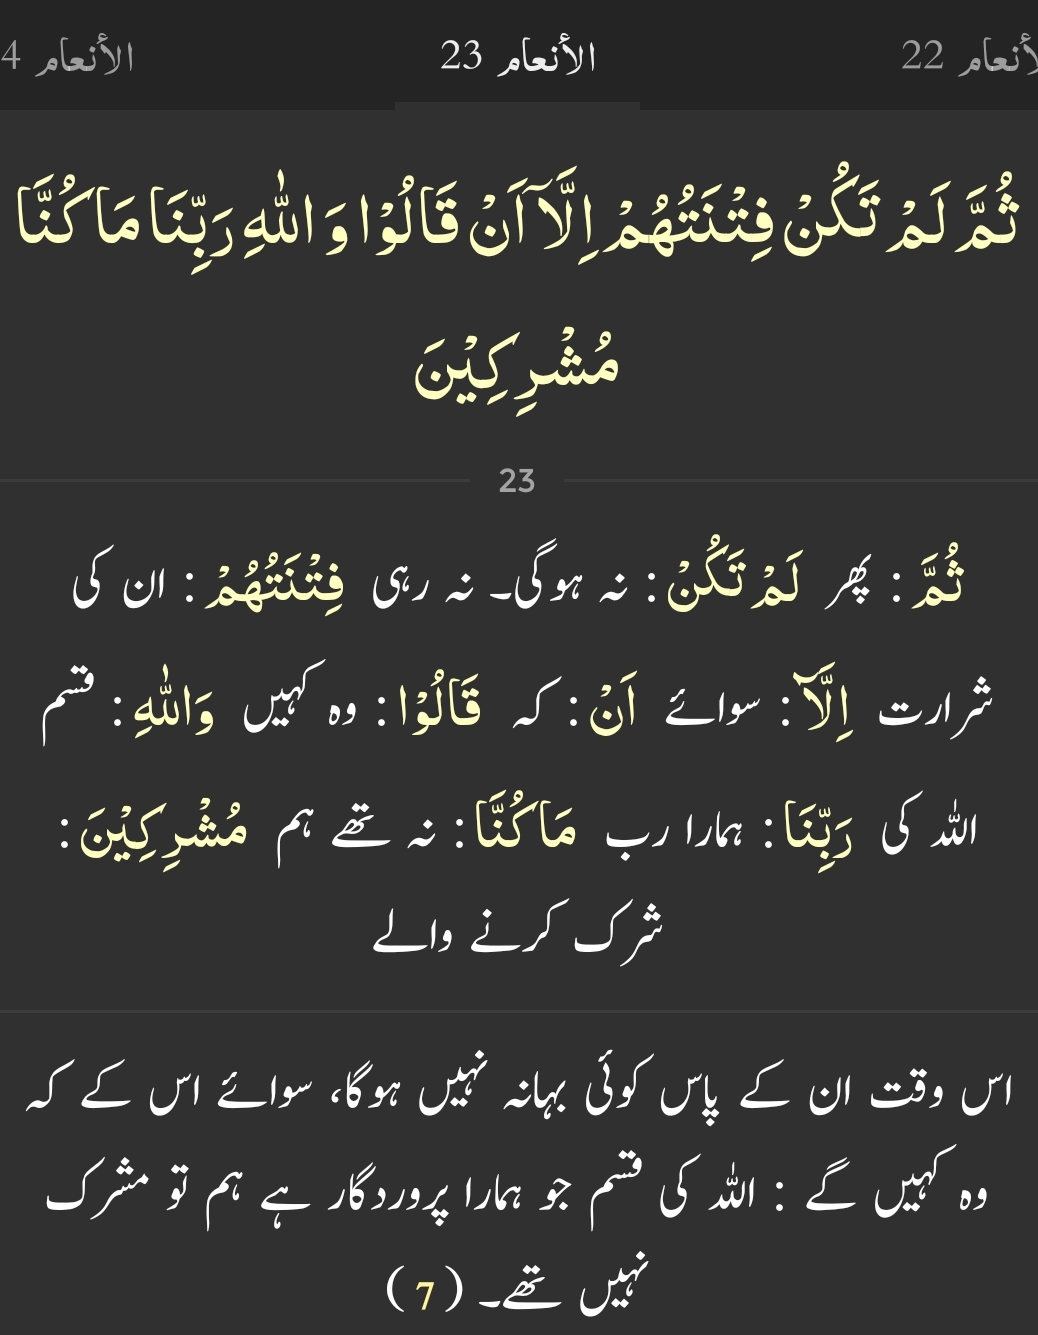 الأنعام 22 الأنعام 23 الأنعام 4
ثُمَّ لَمْ تَكُنْ فِتْنَتُهُمْ اِلَّاۤ اَنْ قَالُوْا وَ اللّٰهِ رَبِّنَا مَا كُنَّا
مُشْرِكِیْنَ
23
ثُمَّ : پھر لَمْ تَكُنْ : نہ ہوگی۔ نہ رہی فِتْنَتُهُمْ : ان کی
شرارت اِلَّاۤ : سوائے اَنْ : کہ قَالُوْا : وہ کہیں وَاللّٰهِ : قسم
اللہ کی رَبِّنَا : ہمارا رب مَا كُنَّا : نہ تھے ہم مُشْرِكِیْنَ :
شرک کرنے والے
اس وقت ان کے پاس کوئی بہانہ نہیں ہوگا، سوائے اس کے کہ
وہ کہیں گے : اللہ کی قسم جو ہمارا پروردگار ہے ہم تو مشرک
نہیں تھے۔ (7)